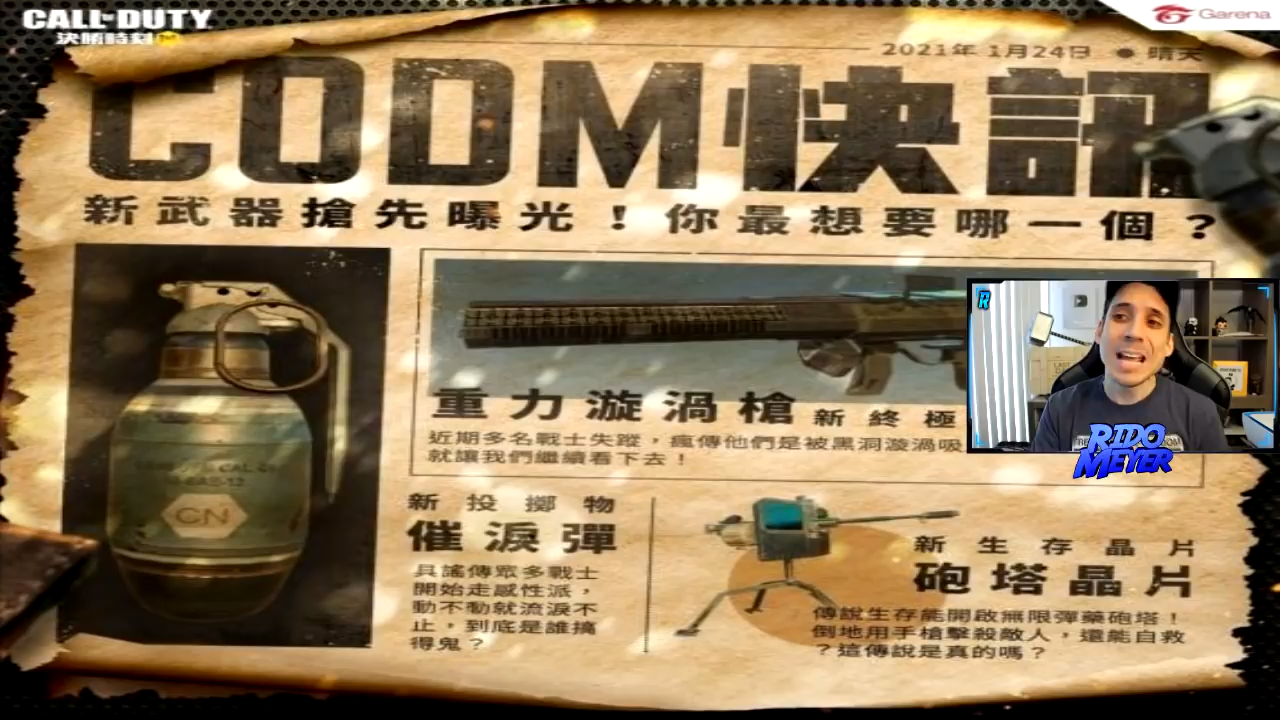 CALL OF DUTY
決勝時刻
Garena
2021年 1月24日 ● 晴天
CODM快訊
新武器搶先曝光！你最想要哪一個？
重力漩渦槍 新終極
近期多名戰士失蹤，瘋傳他們是被黑洞漩渦吸
就讓我們繼續看下去！
R
RIDO
MEYER
CN
新投擲物
催淚彈
具謠傳眾多戰士
開始走感性派，
動不動就流淚不
止，到底是誰搞
得鬼？
新生存晶片
砲塔晶片
傳說生存能開啟無限彈藥砲塔！
倒地用手槍擊殺敵人，還能自救
？這傳說是真的嗎？